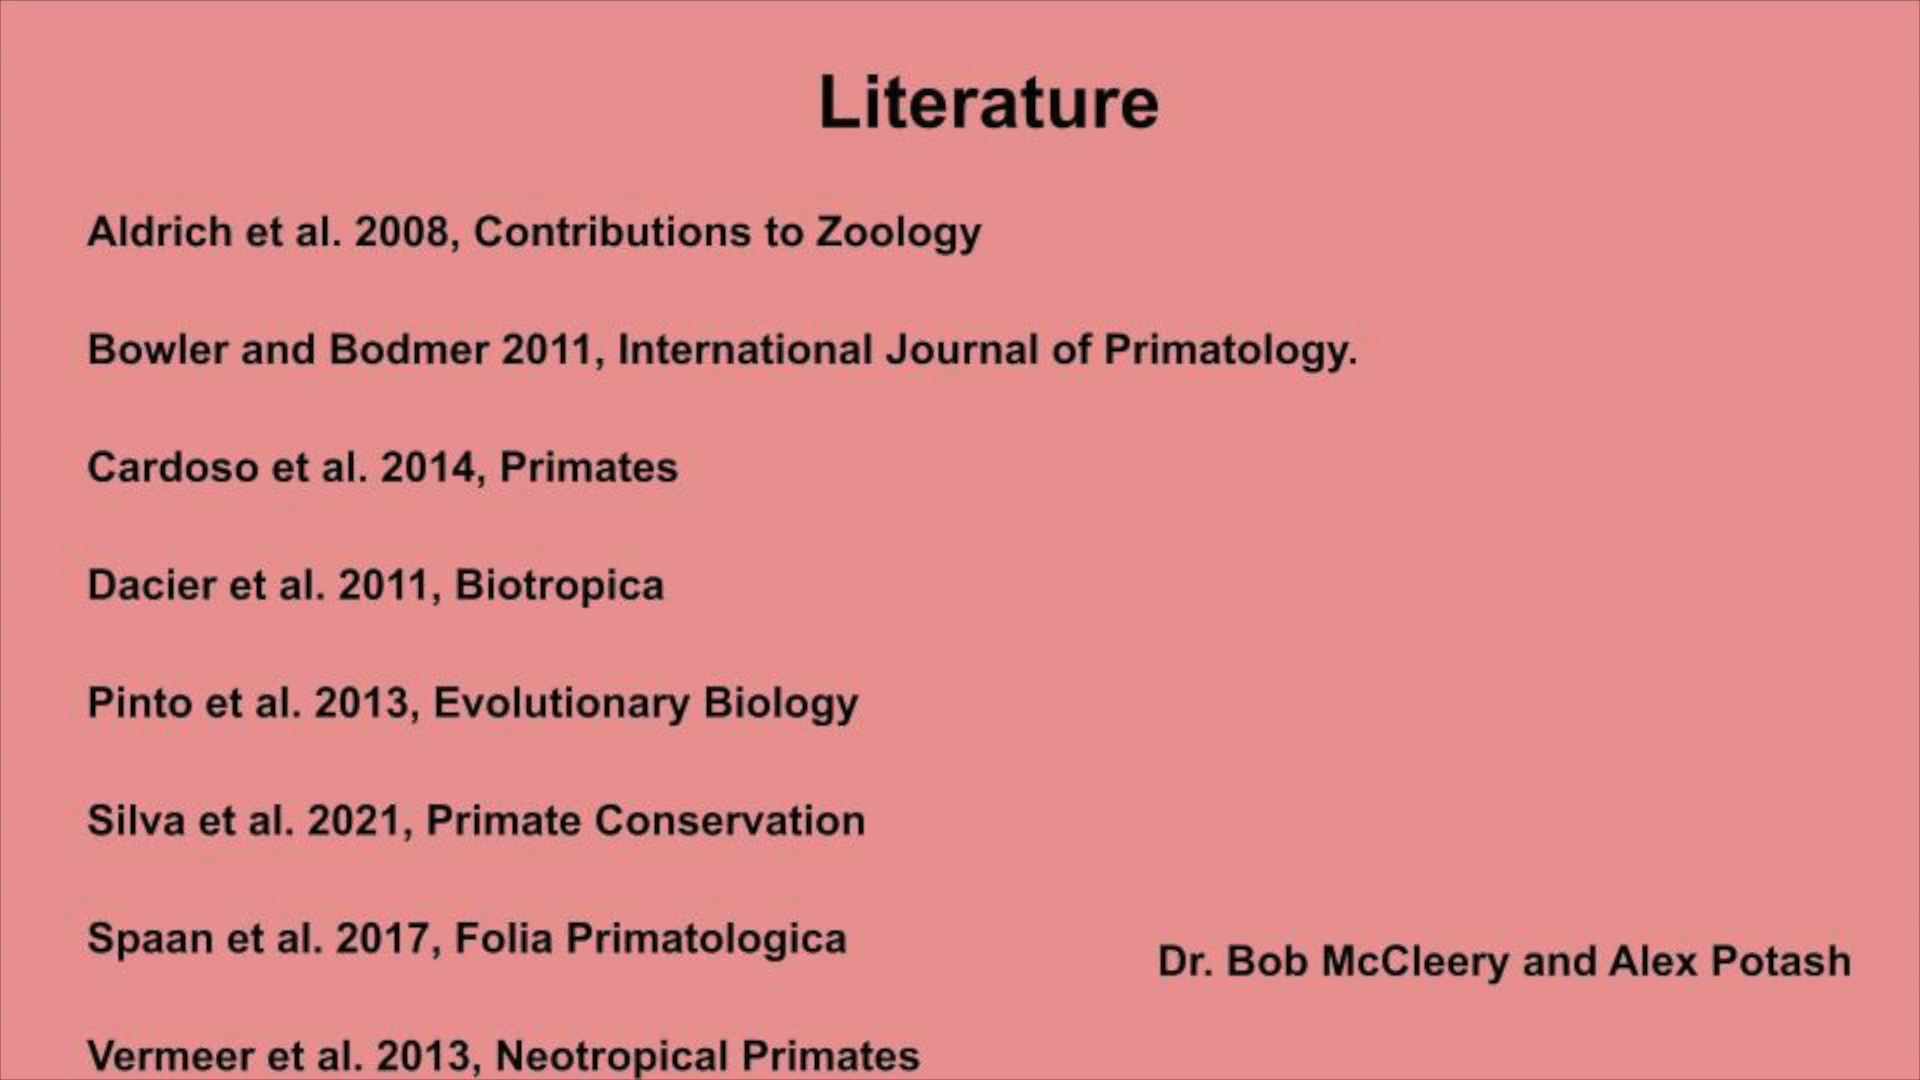 Literature
Aldrich et al. 2008, Contributions to Zoology
Bowler and Bodmer 2011, International Journal of Primatology.
Cardoso et al. 2014, Primates
Dacier et al. 2011, Biotropica
Pinto et al. 2013, Evolutionary Biology
Silva et al. 2021, Primate Conservation
Spaan et al. 2017, Folia Primatologica
Dr. Bob McCleery and Alex Potash
Vermeer et al. 2013, Neotropical Primates